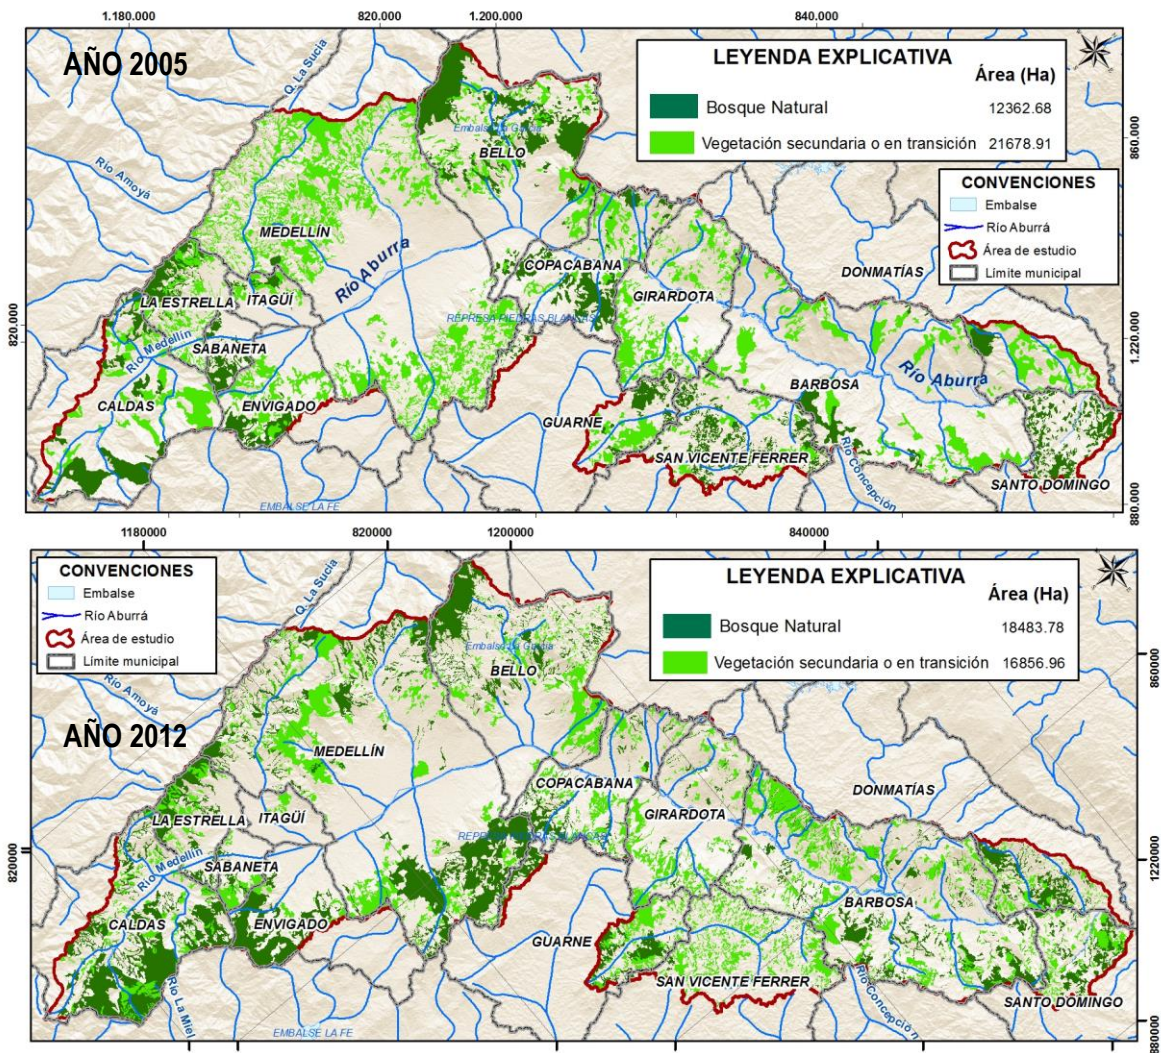 1.180.000
820.000
1.200.000
840.000
AÑO 2005
Q. La Sucia
LEYENDA EXPLICATIVA
Área (Ha)
Bosque Natural 12362.68
Vegetación secundaria o en transición 21678.91
860.000
Río Amoyá
BELLO
CONVENCIONES
Embalse
Río Aburrá
Área de estudio
Límite municipal
MEDELLÍN
Río Aburra
COPACABANA
DONMATÍAS
LA ESTRELLA
ITAGÜÍ
GIRARDOTA
820.000
REPRESA PIEDRAS BLANCAS
1.220.000
Río Medellín
SABANETA
Río Aburra
CALDAS
ENVIGADO
BARBOSA
GUARNE
SAN VICENTE FERRER
Río Concepción
SANTO DOMINGO
EMBALSE LA FE
880.000
1180000
820000
1200000
840000
CONVENCIONES
Embalse
Río Aburrá
Área de estudio
Límite municipal
Q. La Sucia
LEYENDA EXPLICATIVA
Área (Ha)
Bosque Natural 18483.78
Vegetación secundaria o en transición 16856.96
860000
Río Amoyá
BELLO
AÑO 2012
MEDELLÍN
COPACABANA
DONMATÍAS
LA ESTRELLA
ITAGÜÍ
GIRARDOTA
820000
1220000
Río Medellín
SABANETA
CALDAS
ENVIGADO
BARBOSA
GUARNE
SAN VICENTE FERRER
Río Concepción
SANTO DOMINGO
Río La Miel
EMBALSE LA FE
880000